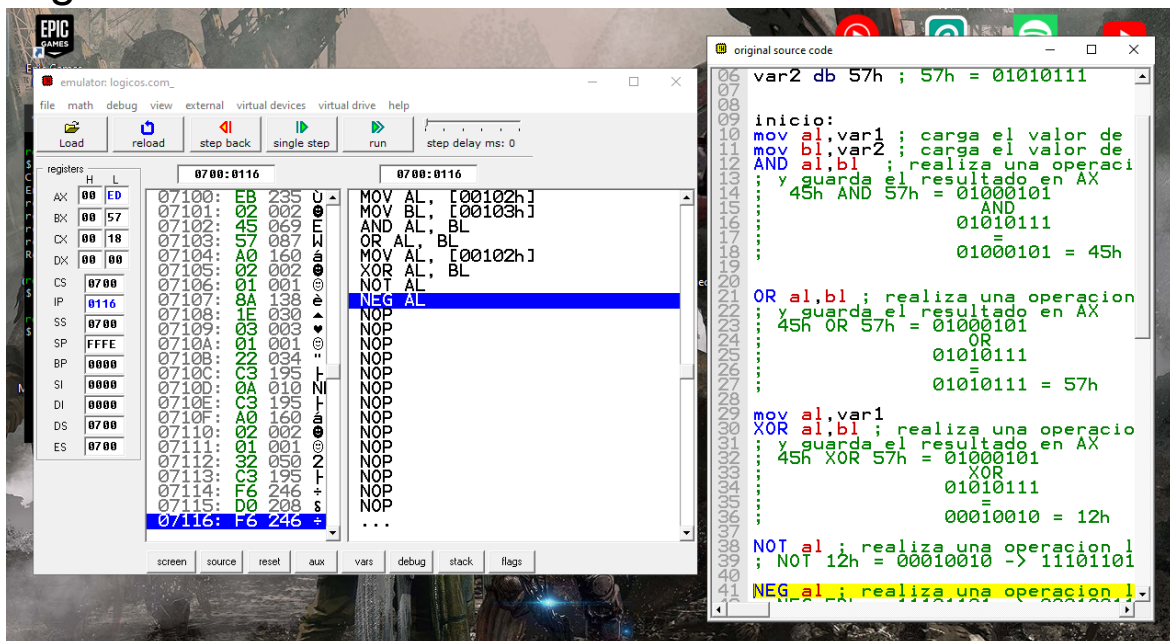 EPIC
GAMES
Epic Games
emulator: logicos.com_
file math debug view external virtual devices virtual drive help
Load reload step back single step run step delay ms: 0
registers
H L
AX 00 ED
BX 00 57
CX 00 18
DX 00 00
CS 0700
IP 0116
SS 0700
SP FFFE
BP 0000
SI 0000
DI 0000
DS 0700
ES 0700
0700:0116
07100: EB 235 ù
07101: 02 002 ☻
07102: 45 069 E
07103: 57 087 W
07104: A0 160 á
07105: 02 002 ☻
07106: 01 001 ☺
07107: 8A 138 è
07108: 1E 030 ▲
07109: 03 003 ♥
0710A: 01 001 ☺
0710B: 22 034 "
0710C: C3 195 ├
0710D: 0A 010 NL
0710E: C3 195 ├
0710F: A0 160 á
07110: 02 002 ☻
07111: 01 001 ☺
07112: 32 050 2
07113: C3 195 ├
07114: F6 246 ÷
07115: D0 208 š
07116: F6 246 ÷
0700:0116
MOV AL, [00102h]
MOV BL, [00103h]
AND AL, BL
OR AL, BL
MOV AL, [00102h]
XOR AL, BL
NOT AL
NEG AL
NOP
NOP
NOP
NOP
NOP
NOP
NOP
NOP
NOP
NOP
NOP
NOP
NOP
NOP
...
screen source reset aux vars debug stack flags
original source code
06 var2 db 57h ; 57h = 01010111
07
08
09 inicio:
10 mov al,var1 ; carga el valor de
11 mov bl,var2 ; carga el valor de
12 AND al,bl ; realiza una operaci
13 ; y guarda el resultado en AX
14 ; 45h AND 57h = 01000101
15 ; AND
16 ; 01010111
17 ; =
18 ; 01000101 = 45h
19
20
21 OR al,bl ; realiza una operacion
22 ; y guarda el resultado en AX
23 ; 45h OR 57h = 01000101
24 ; OR
25 ; 01010111
26 ; =
27 ; 01010111 = 57h
28
29 mov al,var1
30 XOR al,bl ; realiza una operacio
31 ; y guarda el resultado en AX
32 ; 45h XOR 57h = 01000101
33 ; XOR
34 ; 01010111
35 ; =
36 ; 00010010 = 12h
37
38 NOT al ; realiza una operacion l
39 ; NOT 12h = 00010010 -> 11101101
40
41 NEG al ; realiza una operacion l